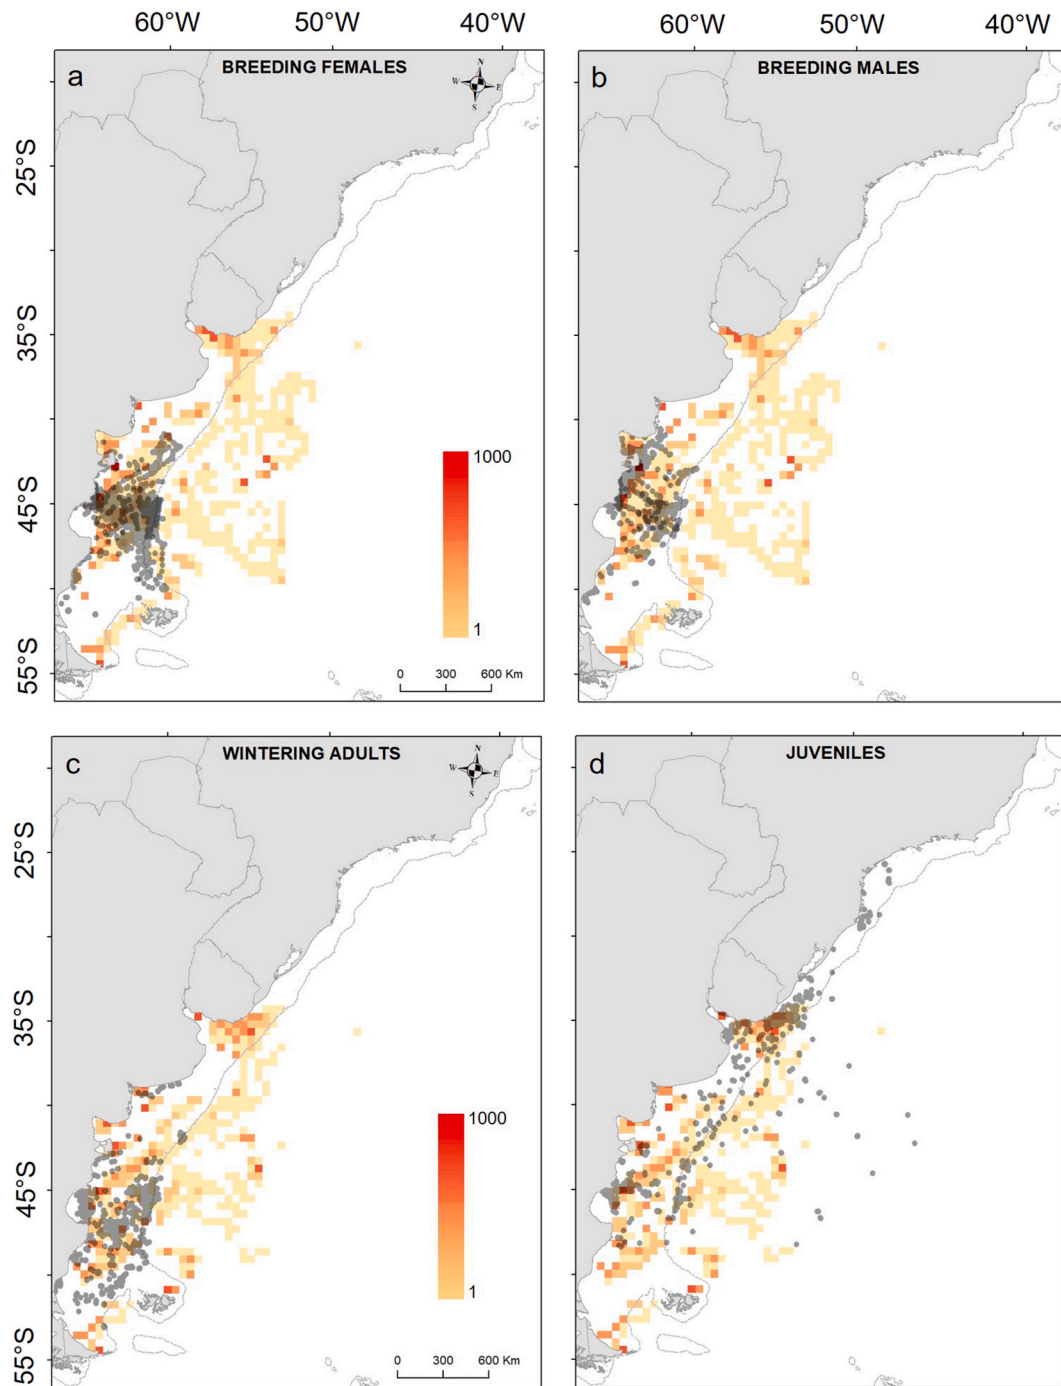 60°W 50°W 40°W 60°W 50°W 40°W
a BREEDING FEMALES N W E S
b BREEDING MALES
25°S
35°S
45°S
55°S
1000
1
0 300 600 Km
c WINTERING ADULTS N W E S
d JUVENILES
25°S
35°S
45°S
55°S
1000
1
0 300 600 Km